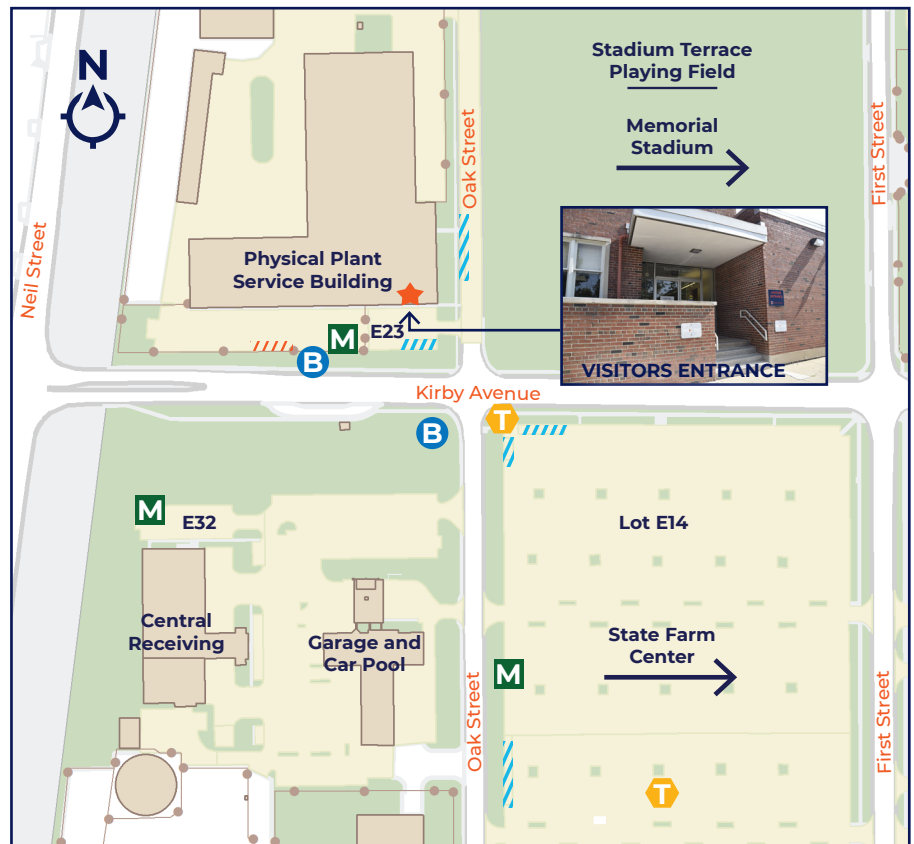 N
Stadium Terrace
Playing Field
Memorial
Stadium
First Street
Oak Street
Neil Street
Physical Plant
Service Building
E23
M
B
VISITORS ENTRANCE
Kirby Avenue
B
T
M
E32
Lot E14
Central
Receiving
Garage and
Car Pool
State Farm
Center
M
Oak Street
First Street
T